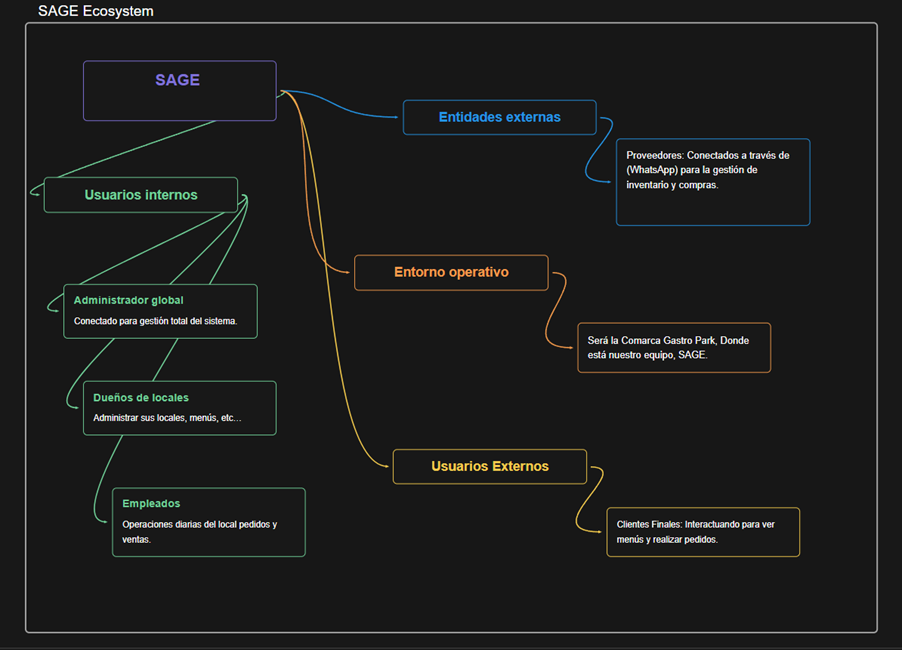 SAGE Ecosystem
SAGE
Entidades externas
Proveedores: Conectados a través de
(WhatsApp) para la gestión de
inventario y compras.
Usuarios internos
Entorno operativo
Administrador global
Conectado para gestión total del sistema.
Será la Comarca Gastro Park, Donde
está nuestro equipo, SAGE.
Dueños de locales
Administrar sus locales, menús, etc...
Usuarios Externos
Empleados
Operaciones diarias del local pedidos y
ventas.
Clientes Finales: Interactuando para ver
menús y realizar pedidos.